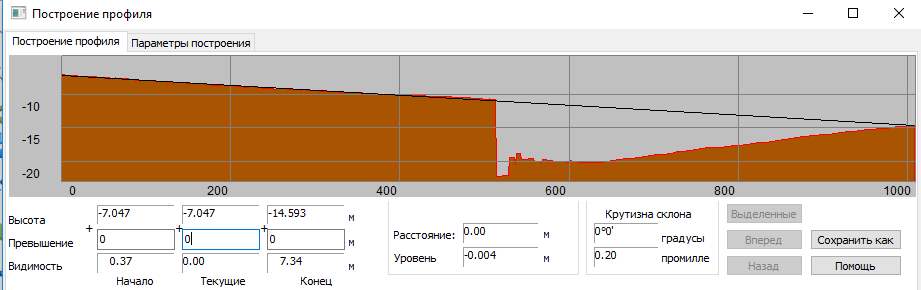 Построение профиля
Построение профиля Параметры построения
-10
-15
-20
0 200 400 600 800 1000
Высота -7.047 -7.047 -14.593 м
+ + +
Превышение 0 0 0 м
Видимость 0.37 0.00 7.34 м
Начало Текущие Конец
Расстояние: 0.00 м
Уровень -0.004 м
Крутизна склона
0°0' градусы
0.20 промилле
Выделенные
Вперед Сохранить как
Назад Помощь